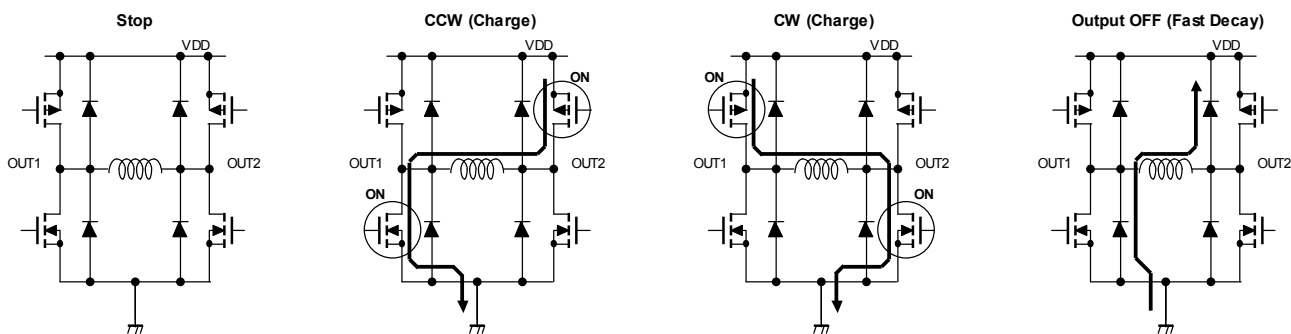 Stop
VDD
OUT1
OUT2
CCW (Charge)
VDD
ON
OUT1
OUT2
ON
CW (Charge)
VDD
ON
OUT1
OUT2
ON
Output OFF (Fast Decay)
VDD
OUT1
OUT2